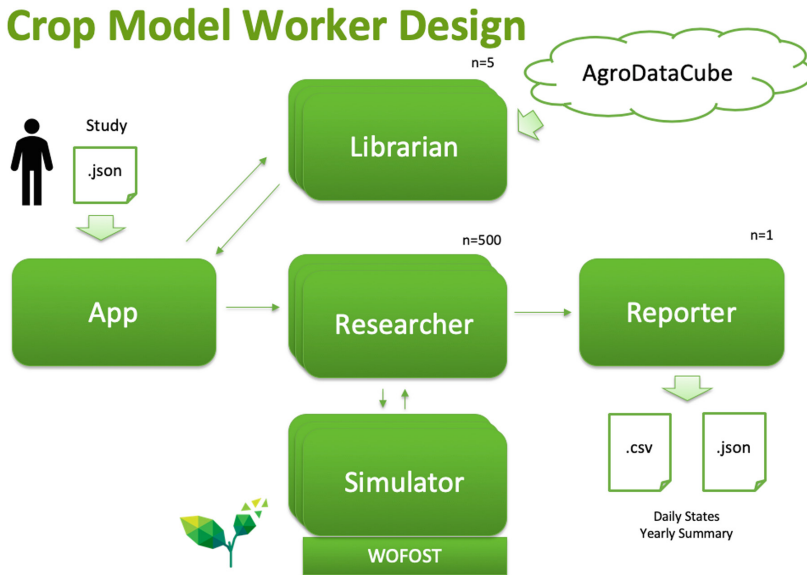 Crop Model Worker Design
n=5
AgroDataCube
Study
.json
Librarian
n=500
n=1
App
Researcher
Reporter
Simulator
.csv
.json
WOFOST
Daily States
Yearly Summary